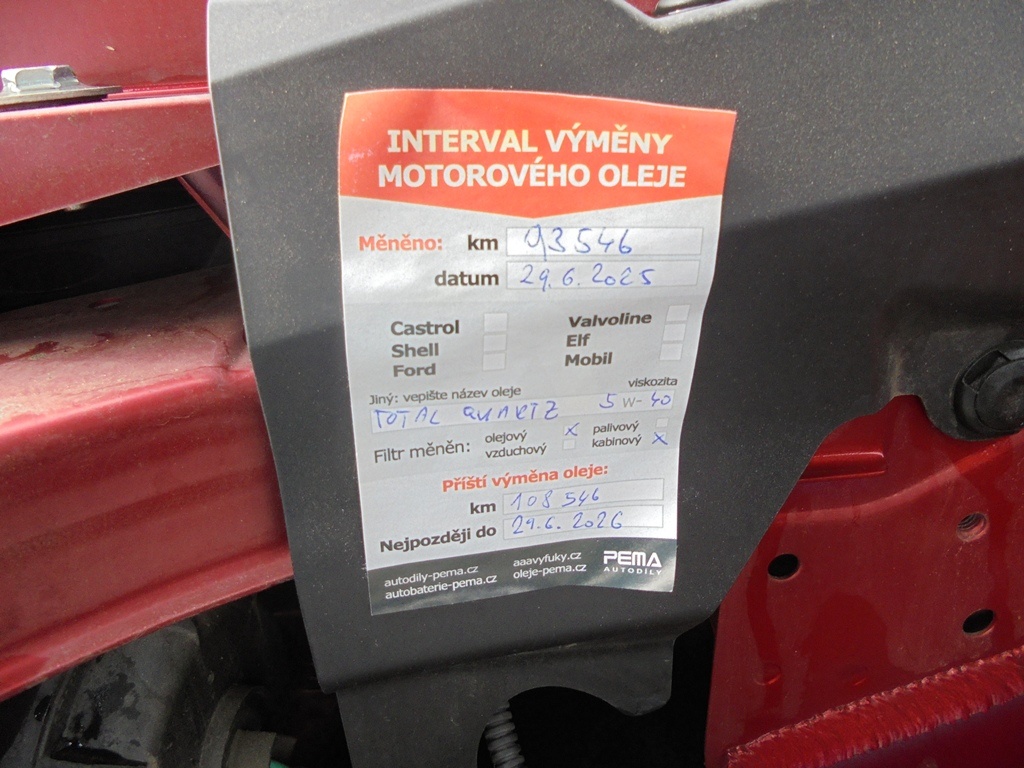 INTERVAL VÝMĚNY
MOTOROVÉHO OLEJE
Měněno: km 93546
datum 29.6.2025
Castrol Valvoline
Shell Elf
Ford Mobil
Jiný: vepište název oleje viskozita
TOTAL QUARTZ 5 W- 40
Filtr měněn: olejový x palivový
vzduchový kabinový x
Příští výměna oleje:
km 108546
Nejpozději do 29.6.2026
autodily-pema.cz aaavyfuky.cz PEMA
autobaterie-pema.cz oleje-pema.cz AUTODÍLY